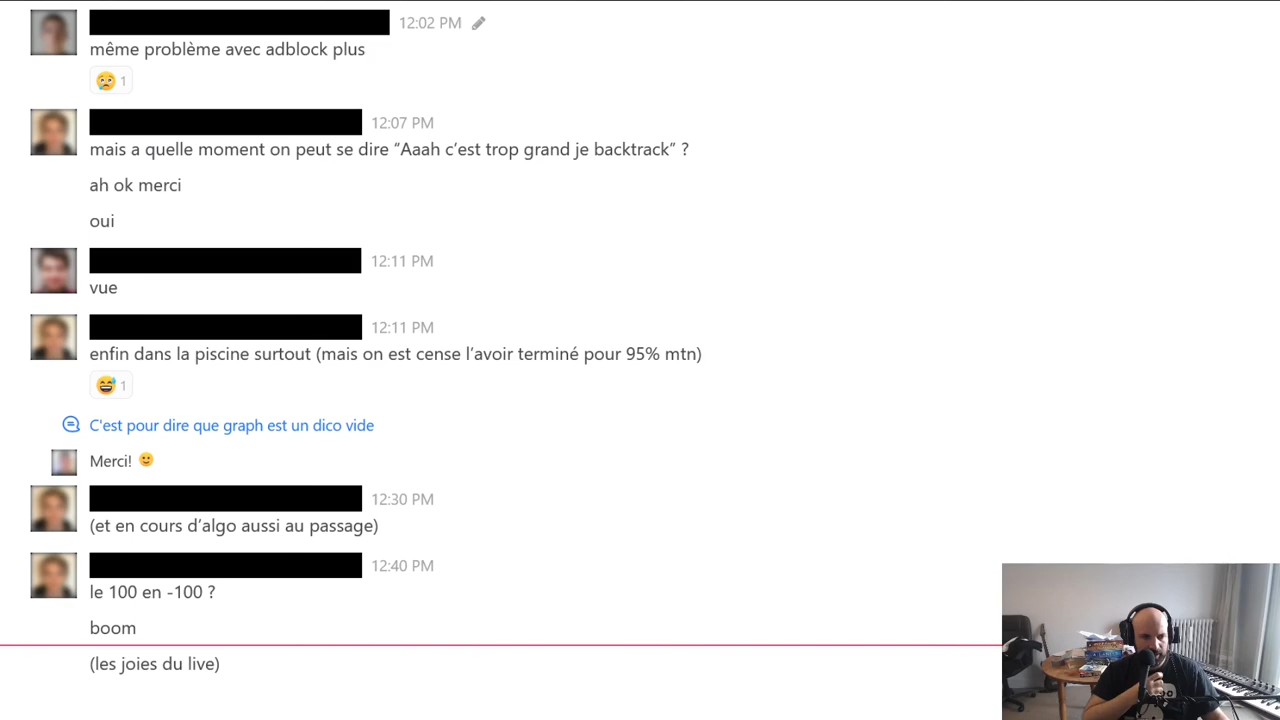 12:02 PM
même problème avec adblock plus
1
12:07 PM
mais a quelle moment on peut se dire “Aaah c’est trop grand je backtrack” ?
ah ok merci
oui
12:11 PM
vue
12:11 PM
enfin dans la piscine surtout (mais on est cense l’avoir terminé pour 95% mtn)
1
C'est pour dire que graph est un dico vide
Merci!
12:30 PM
(et en cours d’algo aussi au passage)
12:40 PM
le 100 en -100 ?
boom
(les joies du live)